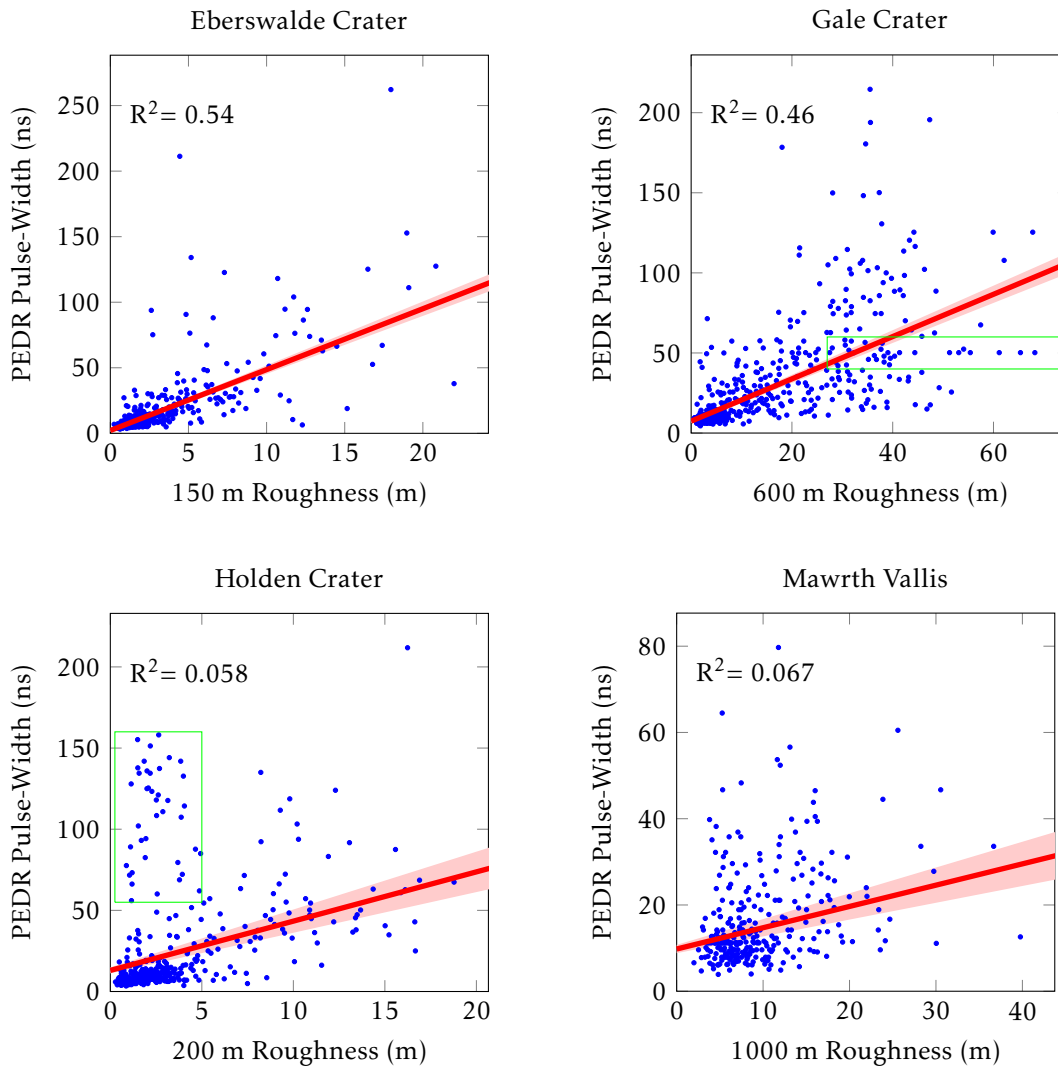 Eberswalde Crater
R²= 0.54
PEDR Pulse-Width (ns)
0
50
100
150
200
250
0 5 10 15 20
150 m Roughness (m)
Gale Crater
R²= 0.46
PEDR Pulse-Width (ns)
0
50
100
150
200
0 20 40 60
600 m Roughness (m)
Holden Crater
R²= 0.058
PEDR Pulse-Width (ns)
0
50
100
150
200
0 5 10 15 20
200 m Roughness (m)
Mawrth Vallis
R²= 0.067
PEDR Pulse-Width (ns)
0
20
40
60
80
0 10 20 30 40
1000 m Roughness (m)